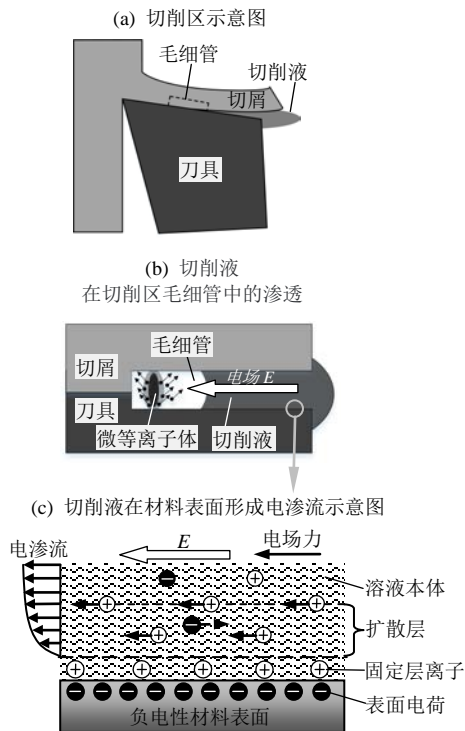 (a) 切削区示意图
毛细管
切削液
切屑
刀具
(b) 切削液
在切削区毛细管中的渗透
毛细管
切屑
电场 E
刀具
微等离子体
切削液
(c) 切削液在材料表面形成电渗流示意图
电渗流
E
电场力
溶液本体
扩散层
固定层离子
表面电荷
负电性材料表面